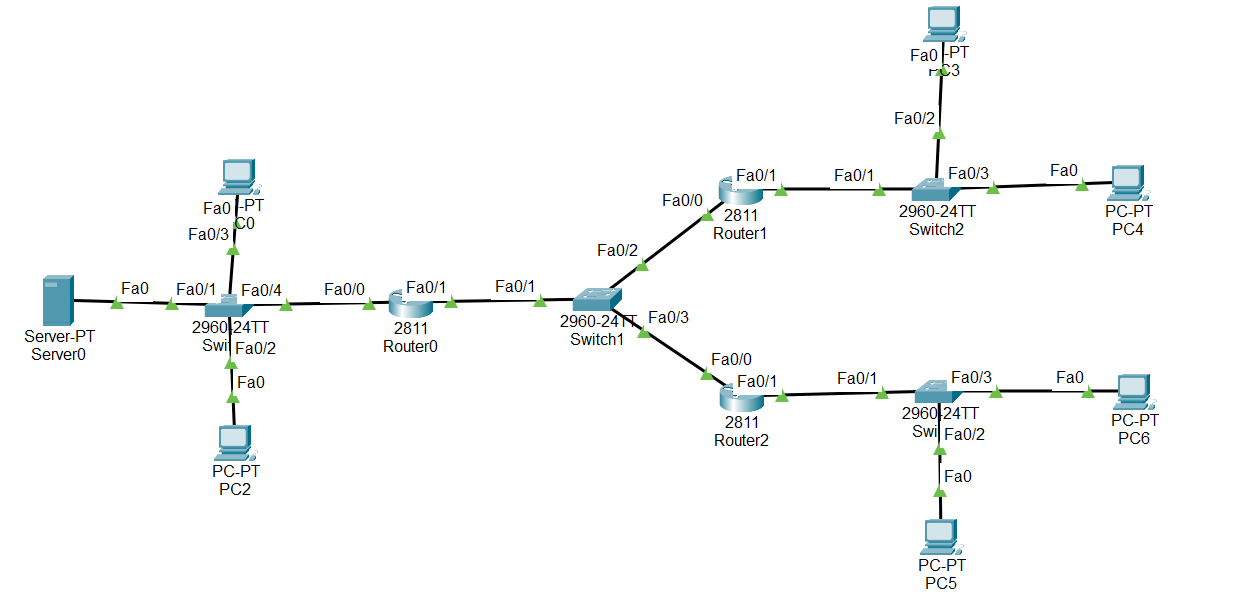 Fa0 -PT
PC3
Fa0/2
Fa0/1
Fa0/1
Fa0/3
Fa0
Fa0/0
2811
Router1
2960-24TT
Switch2
PC-PT
PC4
Fa0 -PT
C0
Fa0/3
Fa0/2
Fa0
Fa0/1
Fa0/4
Fa0/0
Fa0/1
Fa0/1
Server-PT
Server0
2960-24TT
Swi
Fa0/2
2811
Router0
2960-24TT
Switch1
Fa0/3
Fa0
Fa0/0
Fa0/1
Fa0/1
Fa0/3
Fa0
2811
Router2
2960-24TT
Swi
Fa0/2
PC-PT
PC6
PC-PT
PC2
Fa0
PC-PT
PC5